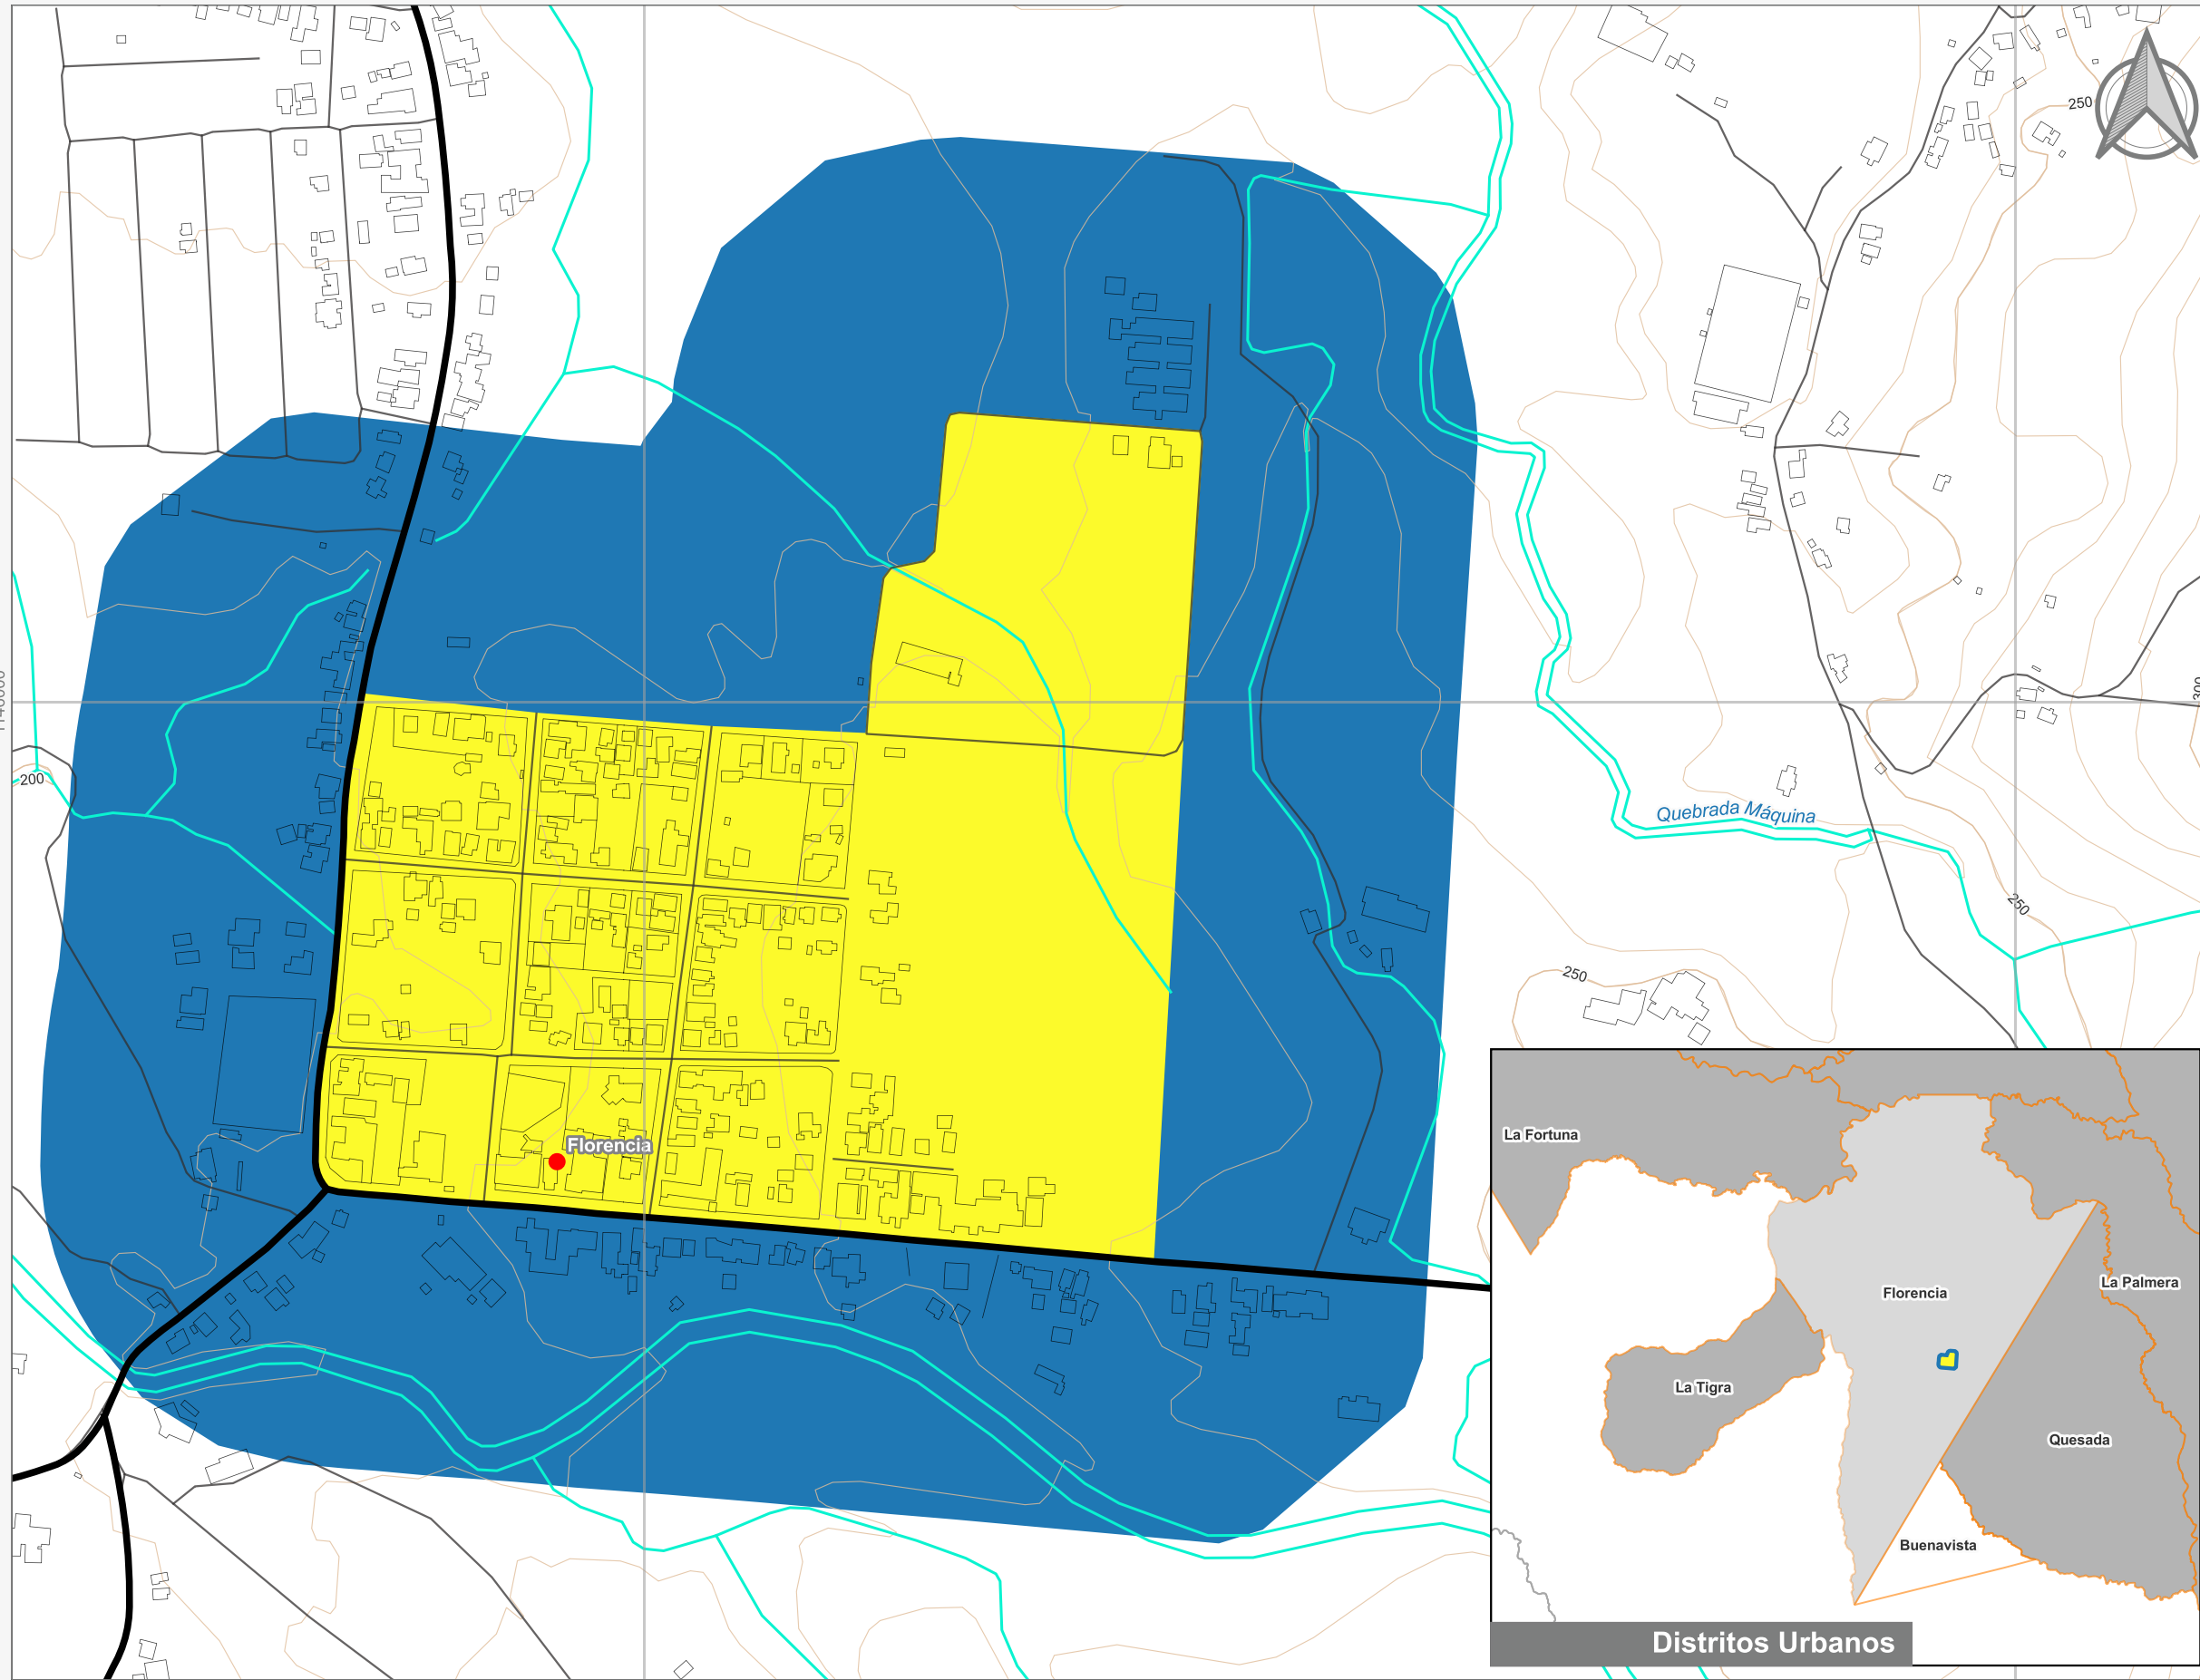 250
200
Quebrada Máquina
250
250
Florencia
La Fortuna
La Palmera
Florencia
La Tigra
Quesada
Buenavista
Distritos Urbanos